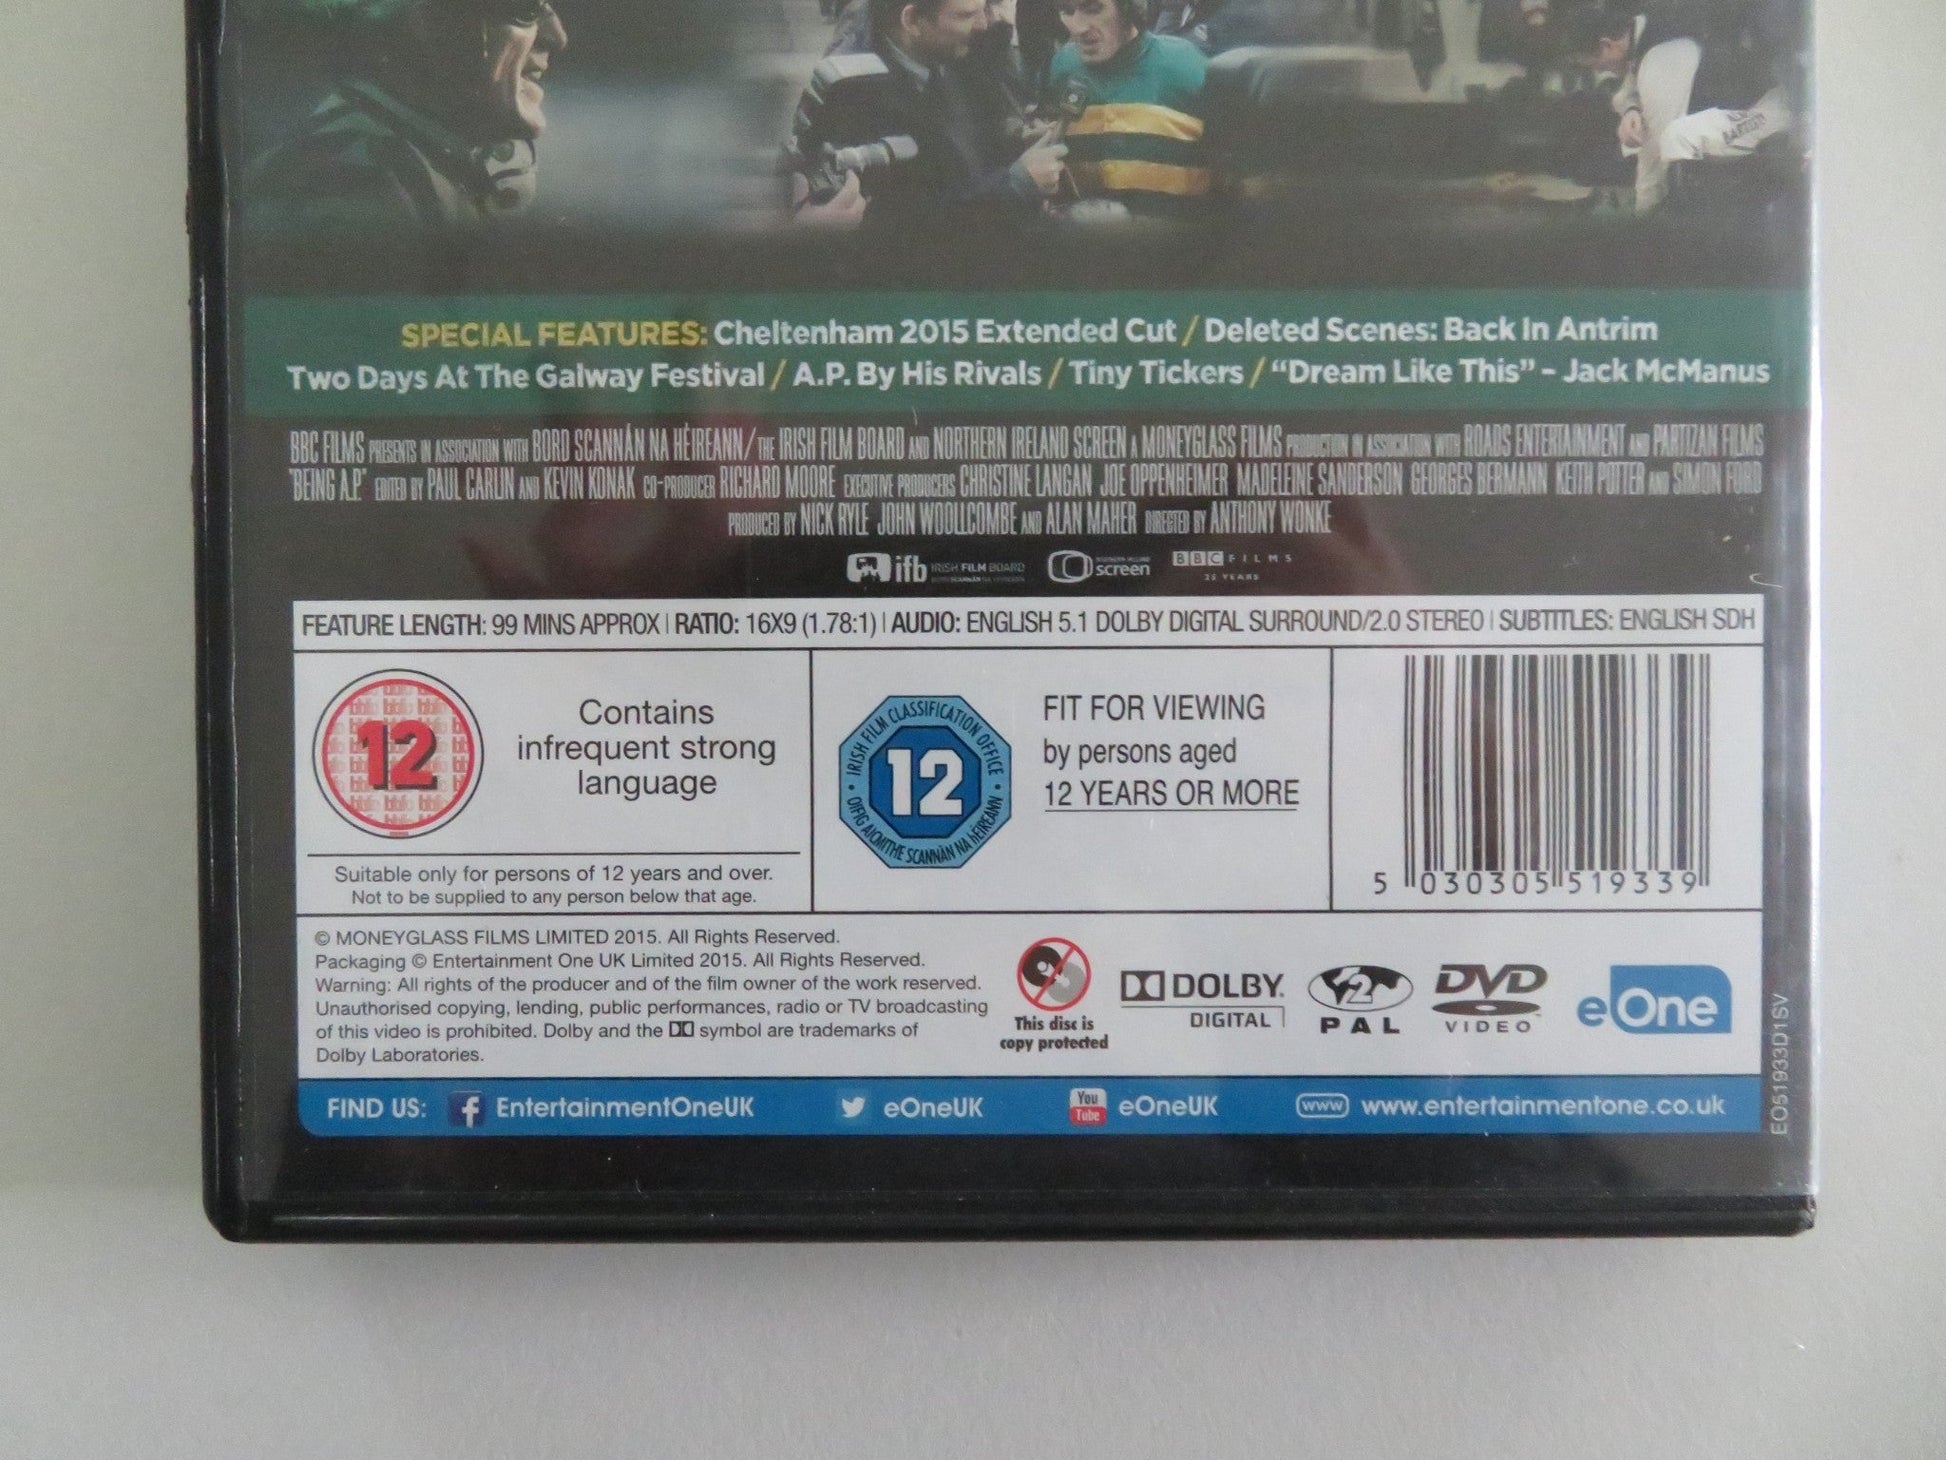 SPECIAL FEATURES: Cheltenham 2015 Extended Cut / Deleted Scenes: Back In Antrim
Two Days At The Galway Festival / A.P. By His Rivals / Tiny Tickers / “Dream Like This” - Jack McManus
BBC FILMS PRESENTS IN ASSOCIATION WITH BORD SCANNÁN NA HÉIREANN/THE IRISH FILM BOARD AND NORTHERN IRELAND SCREEN A MONEYGLASS FILMS PRODUCTION IN ASSOCIATION WITH ROADS ENTERTAINMENT AND PARTIZAN FILMS
"BEING A.P." EDITED BY PAUL CARLIN AND KEVIN KONAK CO-PRODUCER RICHARD MOORE EXECUTIVE PRODUCERS CHRISTINE LANGAN JOE OPPENHEIMER MADELEINE SANDERSON GEORGES BERMANN KEITH POTTER AND SIMON FORD
PRODUCED BY NICK RYLE JOHN WOOLLCOMBE AND ALAN MAHER DIRECTED BY ANTHONY WONKE
ifb IRISH FILM BOARD
screen
BBC FILMS
25 YEARS
FEATURE LENGTH: 99 MINS APPROX | RATIO: 16X9 (1.78:1) | AUDIO: ENGLISH 5.1 DOLBY DIGITAL SURROUND/2.0 STEREO | SUBTITLES: ENGLISH SDH
12
Contains
infrequent strong
language
Suitable only for persons of 12 years and over.
Not to be supplied to any person below that age.
IRISH FILM CLASSIFICATION OFFICE
12
OIFIG AICMITHE SCANNÁN NA hÉIREANN
FIT FOR VIEWING
by persons aged
12 YEARS OR MORE
5 030305 519339
© MONEYGLASS FILMS LIMITED 2015. All Rights Reserved.
Packaging © Entertainment One UK Limited 2015. All Rights Reserved.
Warning: All rights of the producer and of the film owner of the work reserved.
Unauthorised copying, lending, public performances, radio or TV broadcasting
of this video is prohibited. Dolby and the symbol are trademarks of
Dolby Laboratories.
This disc is
copy protected
DOLBY
DIGITAL
2
PAL
DVD
VIDEO
eOne
EO51933D1SV
FIND US: EntertainmentOneUK eOneUK You Tube eOneUK www www.entertainmentone.co.uk